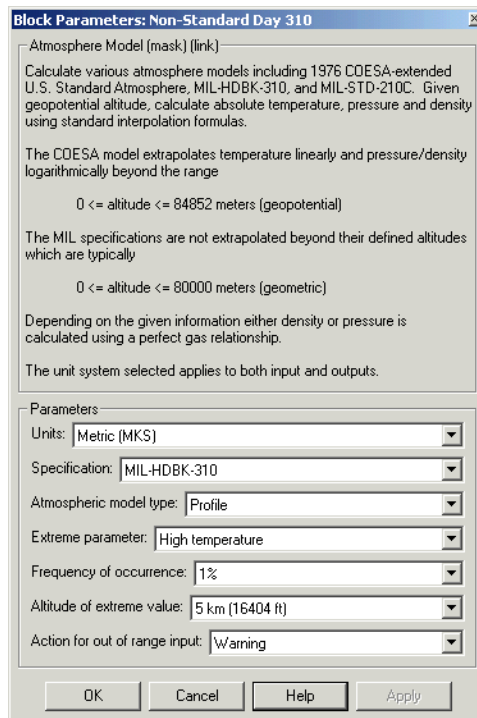 Block Parameters: Non-Standard Day 310
Atmosphere Model (mask) (link)
Calculate various atmosphere models including 1976 COESA-extended
U.S. Standard Atmosphere, MIL-HDBK-310, and MIL-STD-210C. Given
geopotential altitude, calculate absolute temperature, pressure and density
using standard interpolation formulas.
The COESA model extrapolates temperature linearly and pressure/density
logarithmically beyond the range
0 <= altitude <= 84852 meters (geopotential)
The MIL specifications are not extrapolated beyond their defined altitudes
which are typically
0 <= altitude <= 80000 meters (geometric)
Depending on the given information either density or pressure is
calculated using a perfect gas relationship.
The unit system selected applies to both input and outputs.
Parameters
Units: Metric (MKS)
Specification: MIL-HDBK-310
Atmospheric model type: Profile
Extreme parameter: High temperature
Frequency of occurrence: 1%
Altitude of extreme value: 5 km (16404 ft)
Action for out of range input: Warning
OK Cancel Help Apply